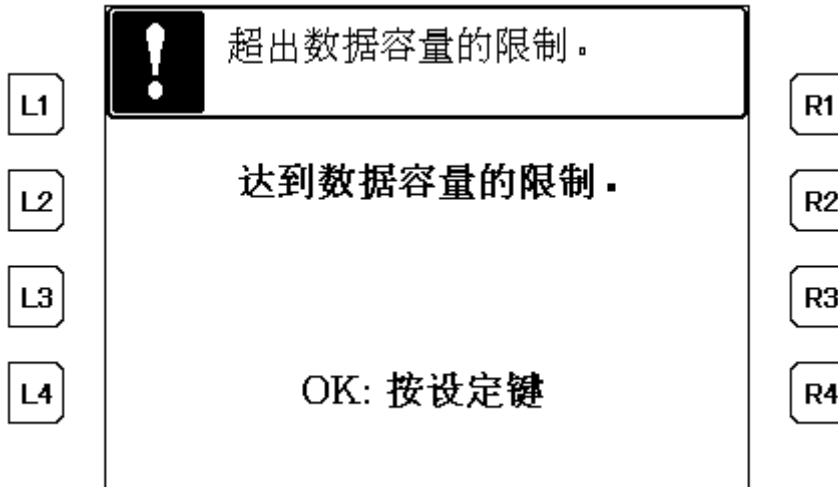 超出数据容量的限制。
L1
R1
达到数据容量的限制.
L2
R2
L3
R3
OK: 按设定键
L4
R4